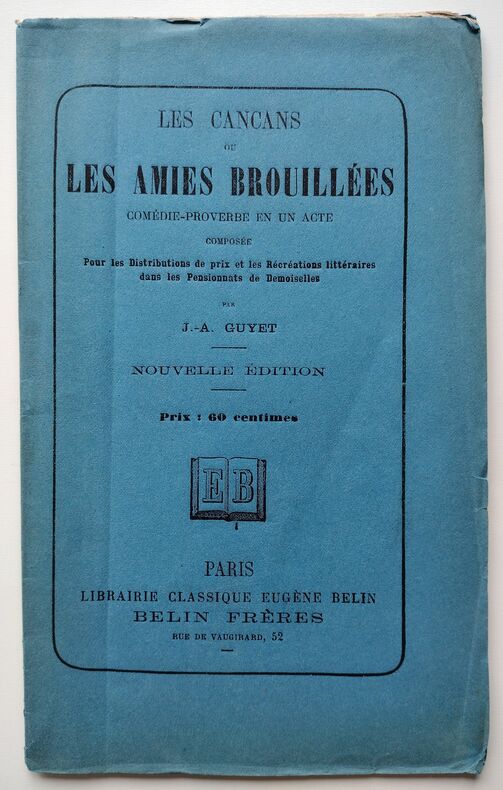 LES CANCANS
OU
LES AMIES BROUILLÉES
COMÉDIE-PROVERBE EN UN ACTE
COMPOSÉE
Pour les Distributions de prix et les Récréations littéraires
dans les Pensionnats de Demoiselles
PAR
J.-A. GUYET
NOUVELLE ÉDITION
Prix : 60 centimes
E B
PARIS
LIBRAIRIE CLASSIQUE EUGÈNE BELIN
BELIN FRÈRES
RUE DE VAUGIRARD, 52